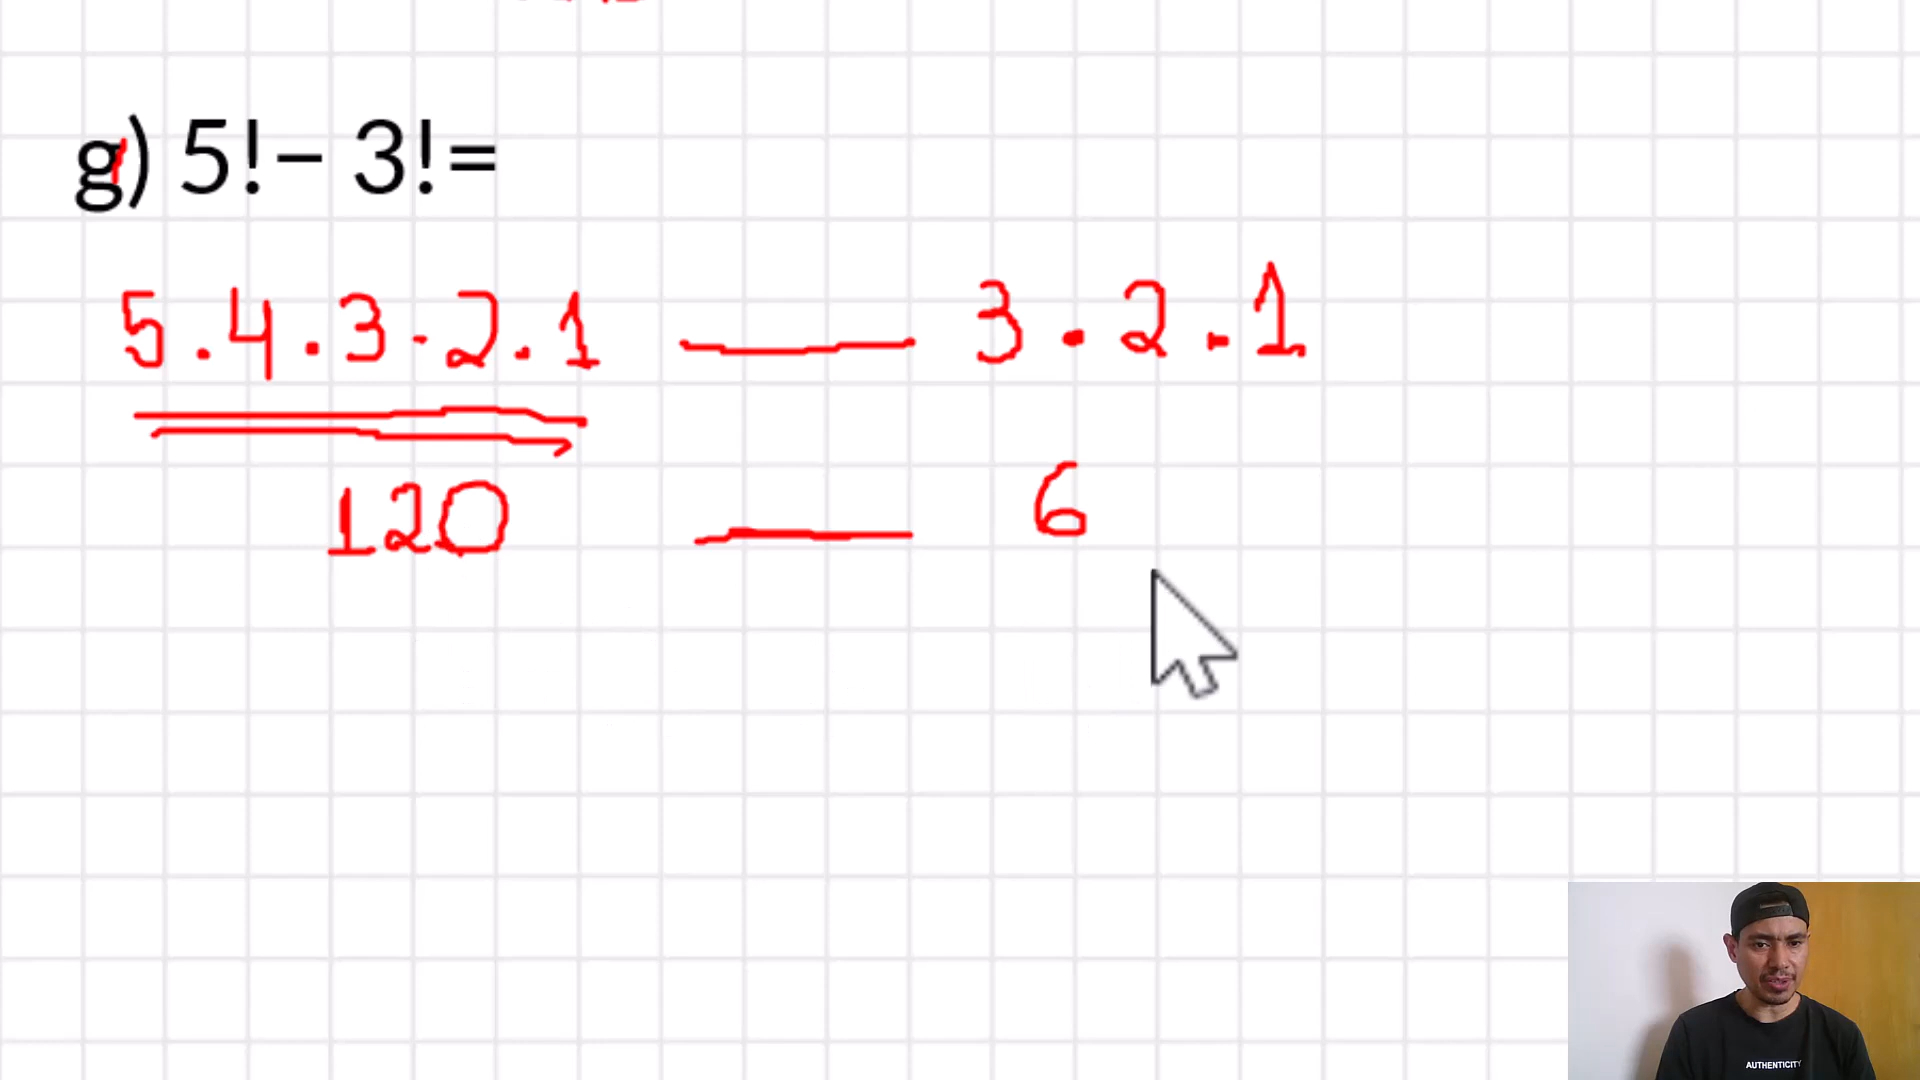 g) 5!– 3!=
5.4.3.2.1 — 3.2.1
120 — 6
AUTHENTICITY